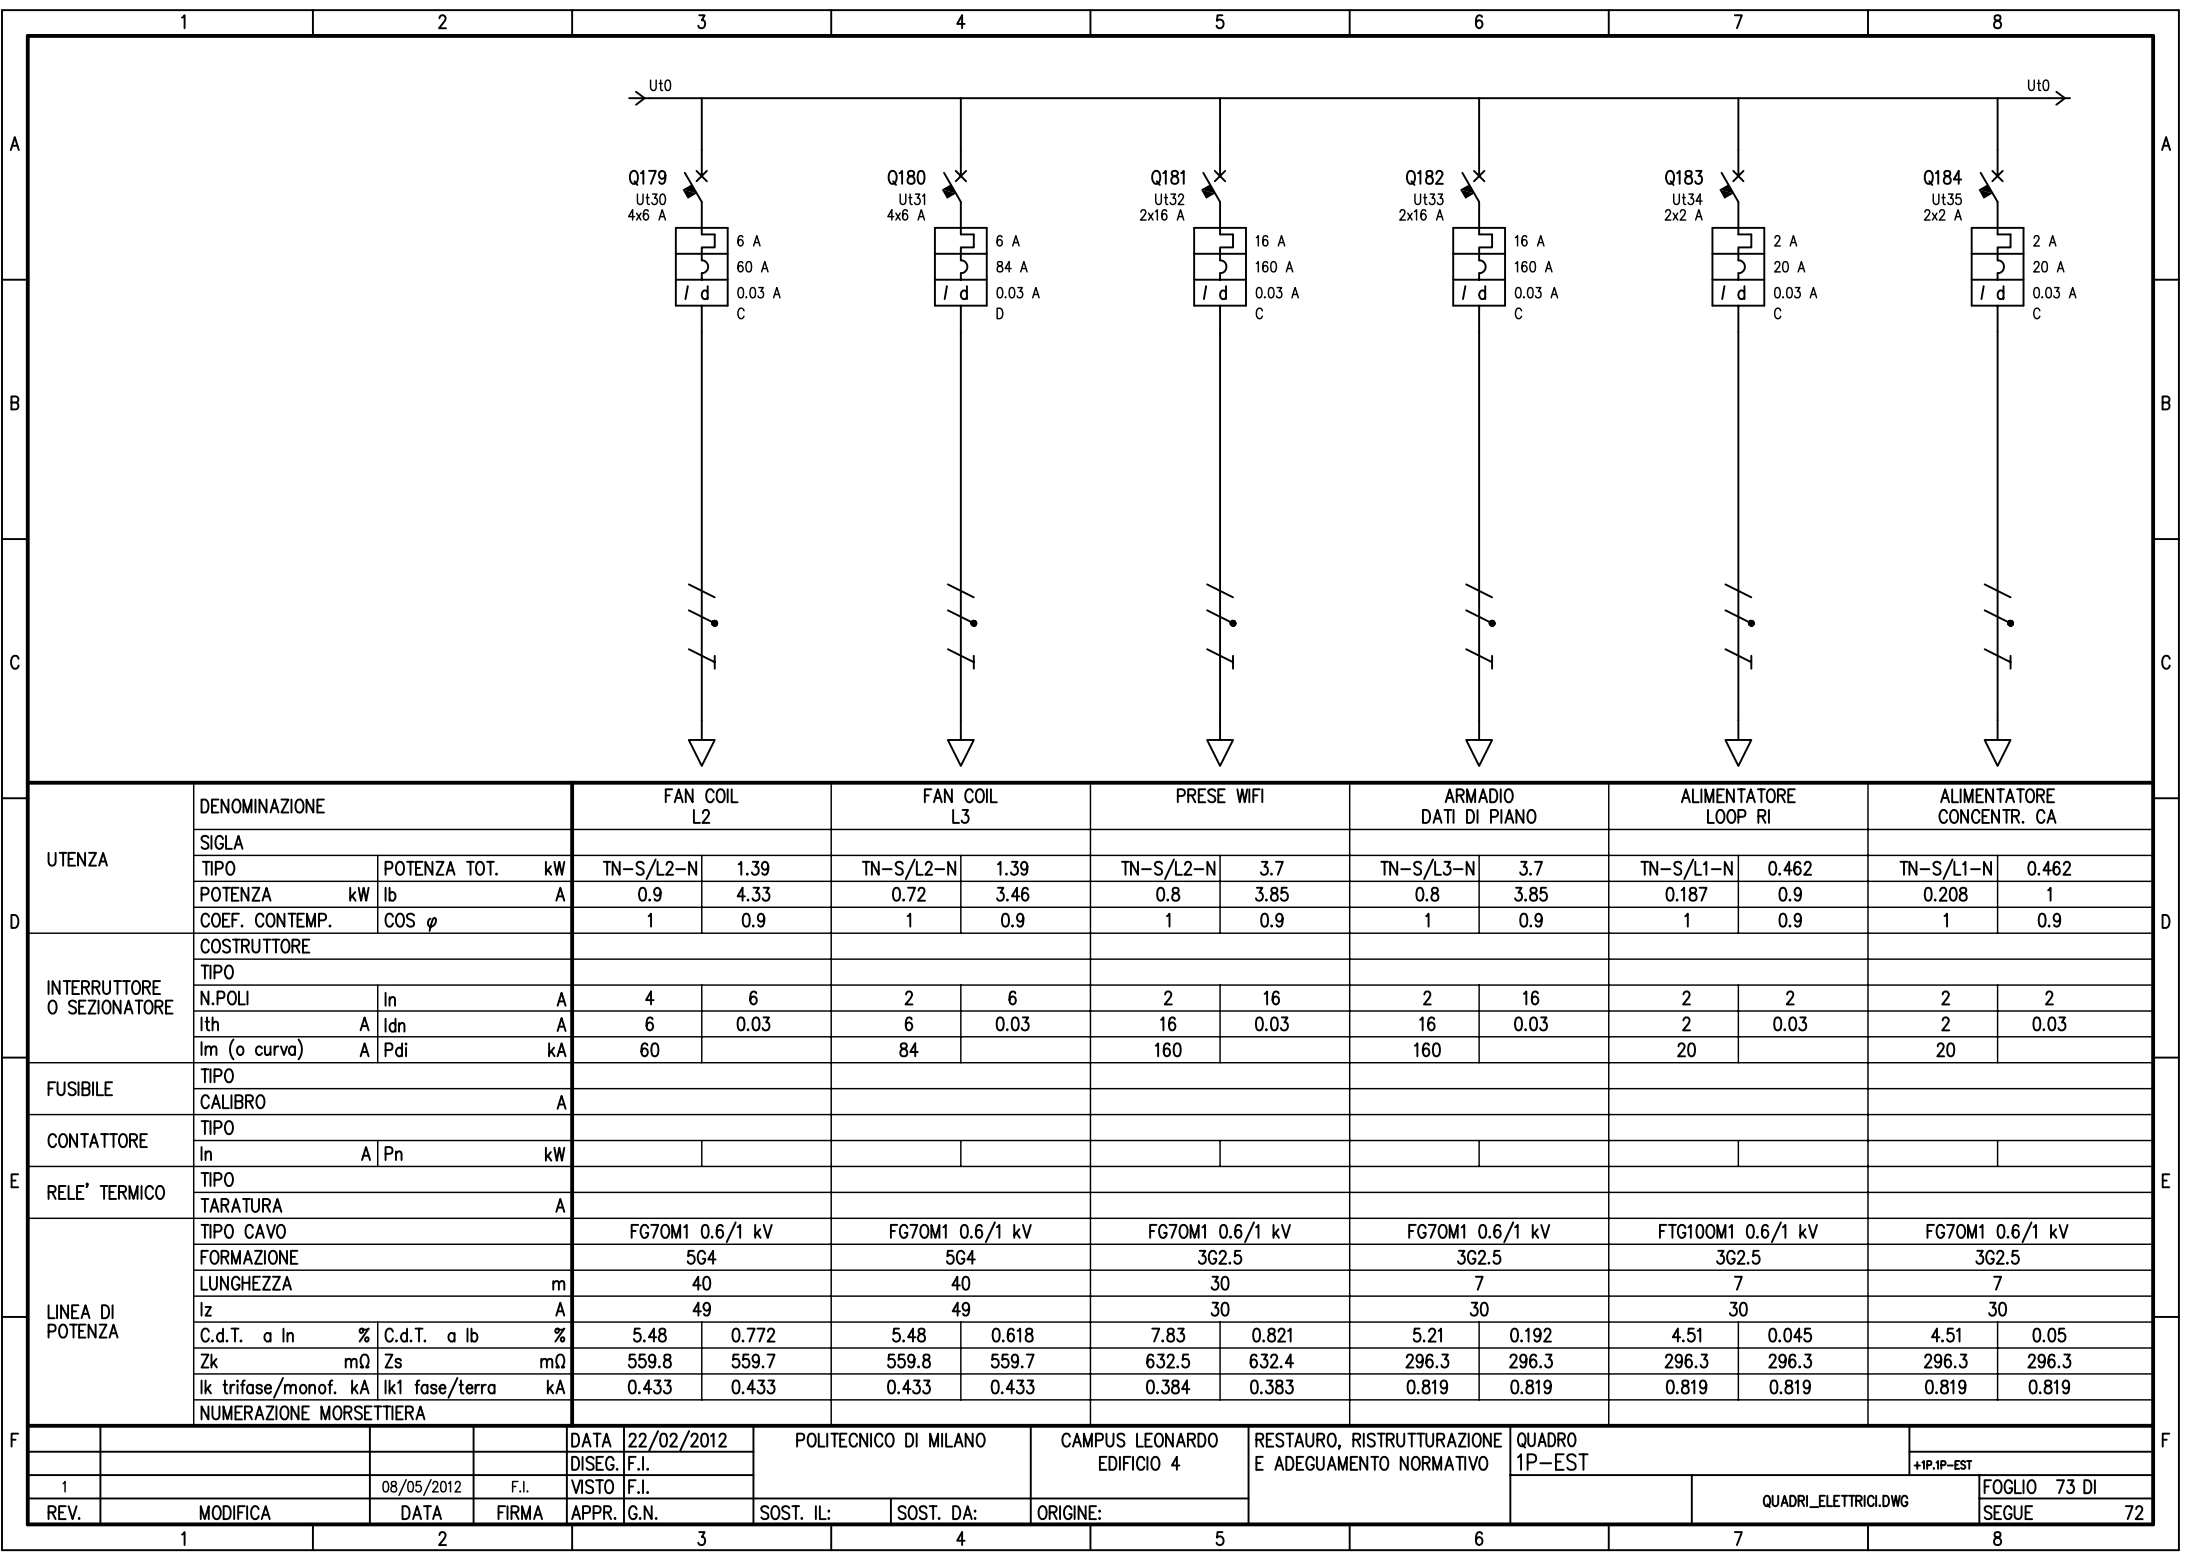 1 2 3 4 5 6 7 8
Ut0 Ut0
A A
Q179 Q180 Q181 Q182 Q183 Q184
Ut30 Ut31 Ut32 Ut33 Ut34 Ut35
4x6 A 4x6 A 2x16 A 2x16 A 2x2 A 2x2 A
6 A 6 A 16 A 16 A 2 A 2 A
60 A 84 A 160 A 160 A 20 A 20 A
I d 0.03 A I d 0.03 A I d 0.03 A I d 0.03 A I d 0.03 A I d 0.03 A
C D C C C C
B B
C C
UTENZA
DENOMINAZIONE FAN COIL L2 FAN COIL L3 PRESE WIFI ARMADIO DATI DI PIANO ALIMENTATORE LOOP RI ALIMENTATORE CONCENTR. CA
SIGLA
TIPO POTENZA TOT. kW TN-S/L2-N 1.39 TN-S/L2-N 1.39 TN-S/L2-N 3.7 TN-S/L3-N 3.7 TN-S/L1-N 0.462 TN-S/L1-N 0.462
POTENZA kW Ib A 0.9 4.33 0.72 3.46 0.8 3.85 0.8 3.85 0.187 0.9 0.208 1
D COEF. CONTEMP. COS φ 1 0.9 1 0.9 1 0.9 1 0.9 1 0.9 1 0.9 D
INTERRUTTORE O SEZIONATORE
COSTRUTTORE
TIPO
N.POLI In A 4 6 2 6 2 16 2 16 2 2 2 2
Ith A Idn A 6 0.03 6 0.03 16 0.03 16 0.03 2 0.03 2 0.03
Im (o curva) A Pdi kA 60 84 160 160 20 20
FUSIBILE
TIPO
CALIBRO A
CONTATTORE
TIPO
In A Pn kW
E RELE' TERMICO E
TIPO
TARATURA A
LINEA DI POTENZA
TIPO CAVO FG7OM1 0.6/1 kV FG7OM1 0.6/1 kV FG7OM1 0.6/1 kV FG7OM1 0.6/1 kV FTG10OM1 0.6/1 kV FG7OM1 0.6/1 kV
FORMAZIONE 5G4 5G4 3G2.5 3G2.5 3G2.5 3G2.5
LUNGHEZZA m 40 40 30 7 7 7
Iz A 49 49 30 30 30 30
C.d.T. a In % C.d.T. a Ib % 5.48 0.772 5.48 0.618 7.83 0.821 5.21 0.192 4.51 0.045 4.51 0.05
Zk mΩ Zs mΩ 559.8 559.7 559.8 559.7 632.5 632.4 296.3 296.3 296.3 296.3 296.3 296.3
Ik trifase/monof. kA Ik1 fase/terra kA 0.433 0.433 0.433 0.433 0.384 0.383 0.819 0.819 0.819 0.819 0.819 0.819
NUMERAZIONE MORSETTIERA
F DATA 22/02/2012 POLITECNICO DI MILANO CAMPUS LEONARDO RESTAURO, RISTRUTTURAZIONE QUADRO F
DISEG. F.I. EDIFICIO 4 E ADEGUAMENTO NORMATIVO 1P-EST +1P.1P-EST
1 08/05/2012 F.I. VISTO F.I. QUADRI_ELETTRICI.DWG FOGLIO 73 DI
REV. MODIFICA DATA FIRMA APPR. G.N. SOST. IL: SOST. DA: ORIGINE: SEGUE 72
1 2 3 4 5 6 7 8